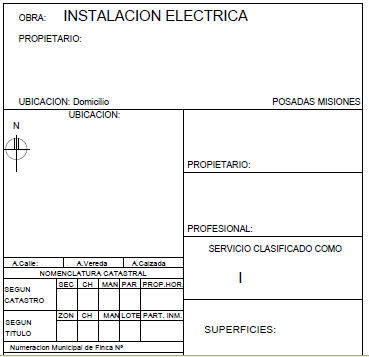 OBRA: INSTALACION ELECTRICA
PROPIETARIO:
UBICACION: Domicilio POSADAS MISIONES
UBICACION:
N
PROPIETARIO:
PROFESIONAL:
SERVICIO CLASIFICADO COMO
I
A.Calle: A.Vereda A.Calzada
NOMENCLATURA CATASTRAL
SEGUN CATASTRO SEC CH MAN PAR PROP.HOR.
SEGUN TITULO ZON CH MAN LOTE PART. INM.
SUPERFICIES:
Numeracion Municipal de Finca Nº